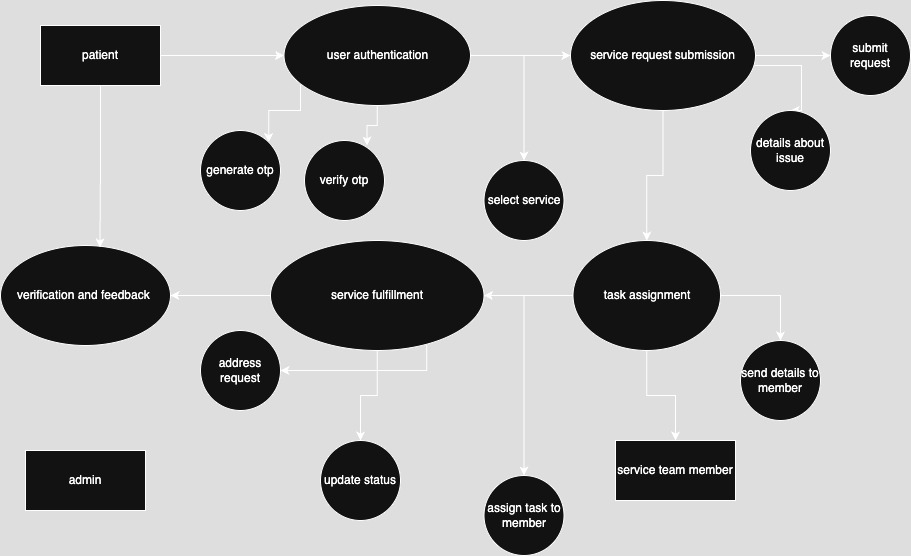 patient
user authentication
service request submission
submit
request
generate otp
verify otp
select service
details about
issue
verification and feedback
service fulfillment
task assignment
address
request
send details to
member
admin
update status
assign task to
member
service team member